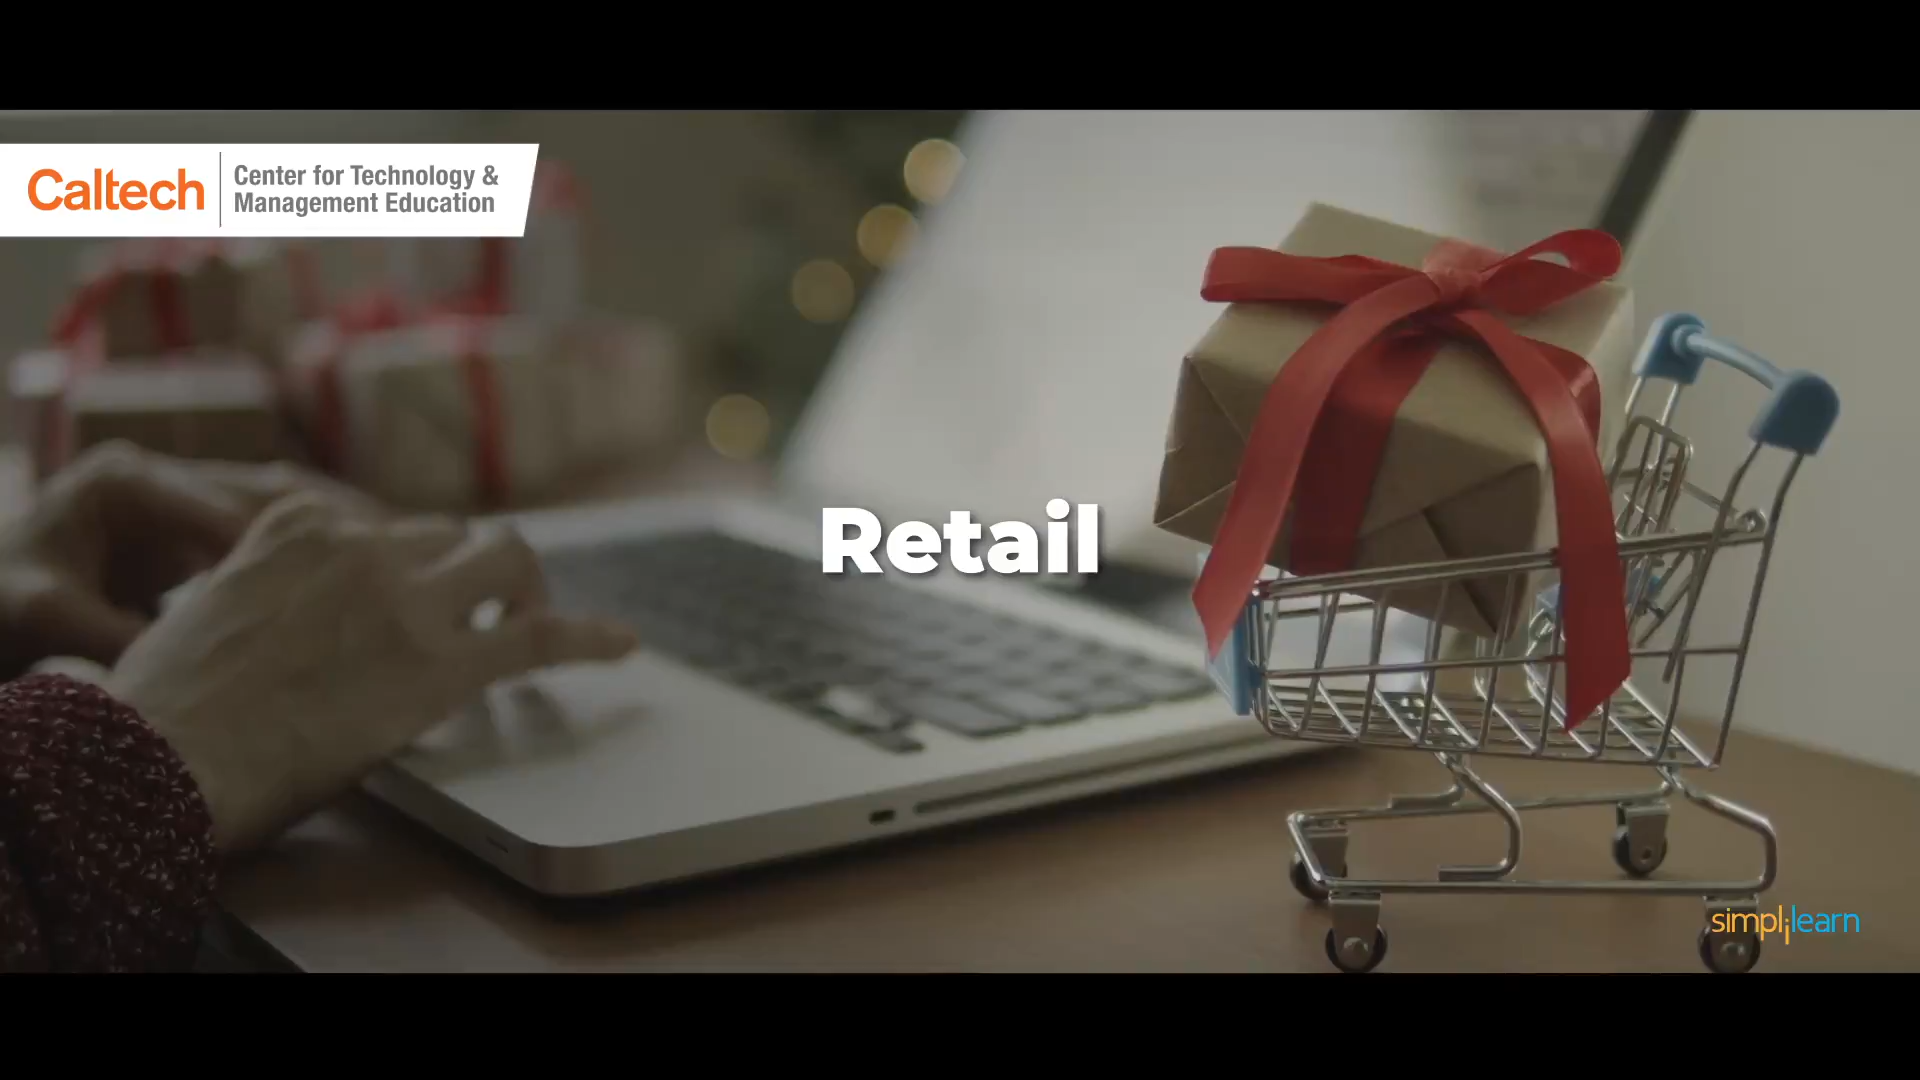 Caltech
Center for Technology &
Management Education
Retail
simplilearn